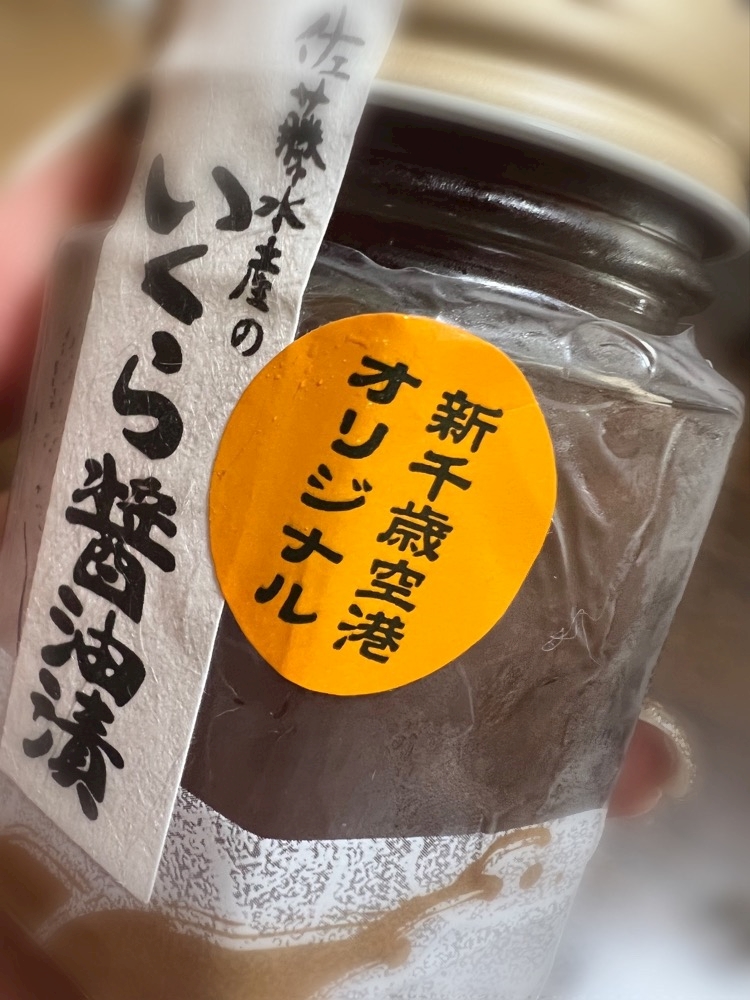 佐藤水産の
いくら醤油漬
新千歳空港
オリジナル